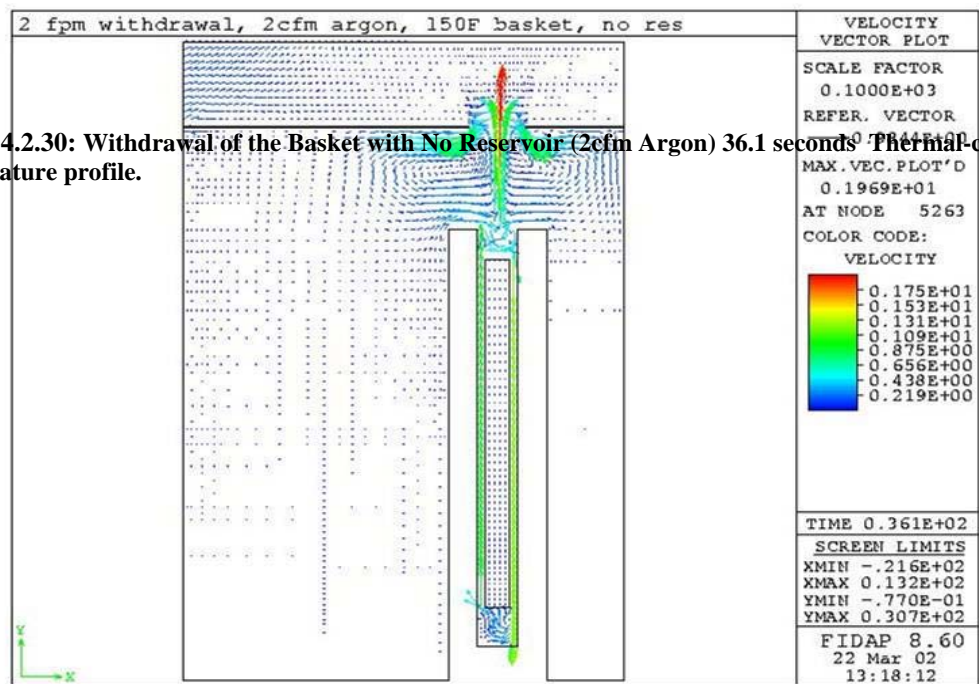 2 fpm withdrawal, 2cfm argon, 150F basket, no res
4.2.30: Withdrawal of the Basket with No Reservoir (2cfm Argon) 36.1 seconds Thermal-
ature profile.
VELOCITY
VECTOR PLOT
SCALE FACTOR
0.1000E+03
REFER. VECTOR
MAX.VEC.PLOT'D
0.1969E+01
AT NODE 5263
COLOR CODE:
VELOCITY
0.175E+01
0.153E+01
0.131E+01
0.109E+01
0.875E+00
0.656E+00
0.438E+00
0.219E+00
TIME 0.361E+02
SCREEN LIMITS
XMIN -.216E+02
XMAX 0.132E+02
YMIN -.770E-01
YMAX 0.307E+02
FIDAP 8.60
22 Mar 02
13:18:12
Y
X